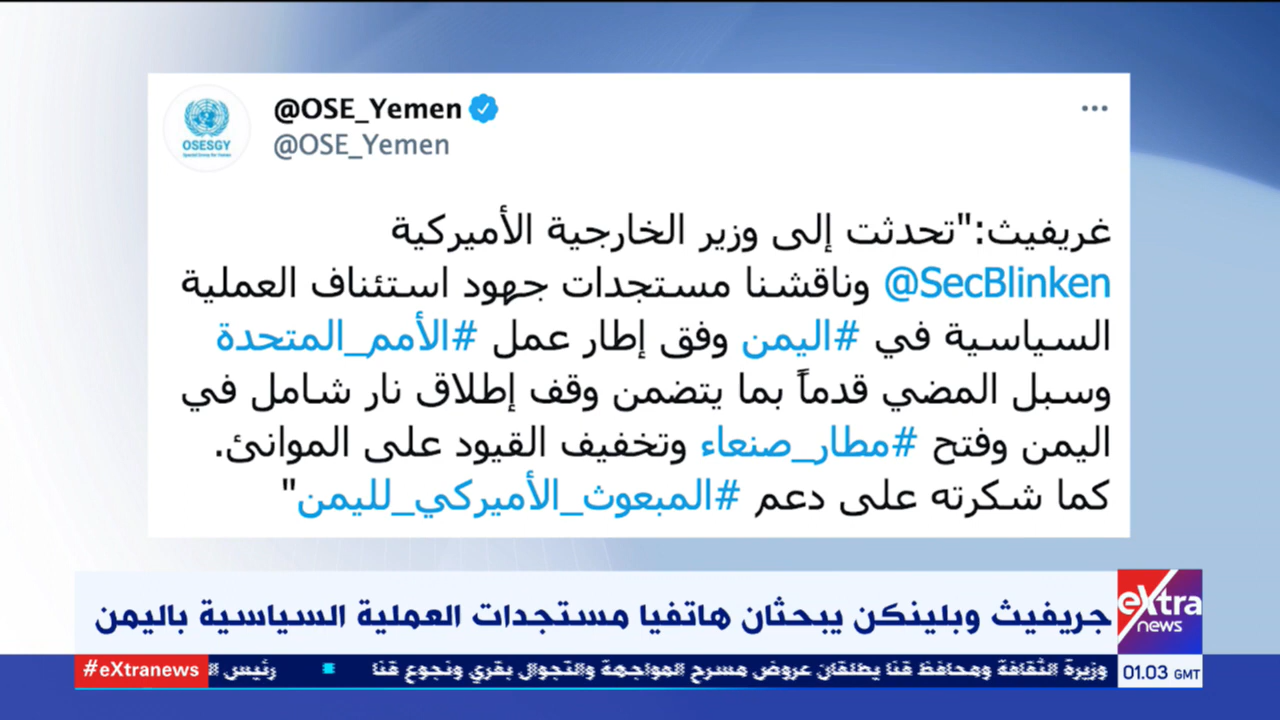 @OSE_Yemen
@OSE_Yemen
OSESGY
غريفيث:"تحدثت إلى وزير الخارجية الأميركية
@SecBlinken وناقشنا مستجدات جهود استئناف العملية
السياسية في #اليمن وفق إطار عمل #الأمم_المتحدة
وسبل المضي قدماً بما يتضمن وقف إطلاق نار شامل في
اليمن وفتح #مطار_صنعاء وتخفيف القيود على الموانئ.
كما شكرته على دعم #المبعوث_الأميركي_لليمن"
جريفيث وبلينكن يبحثان هاتفيا مستجدات العملية السياسية باليمن
eXtra
news
وزيرة الثقافة ومحافظ قنا يطلقان عروض مسرح المواجهة والتجوال بقري ونجوع قنا
رئيس ال
#eXtranews
01.03 GMT